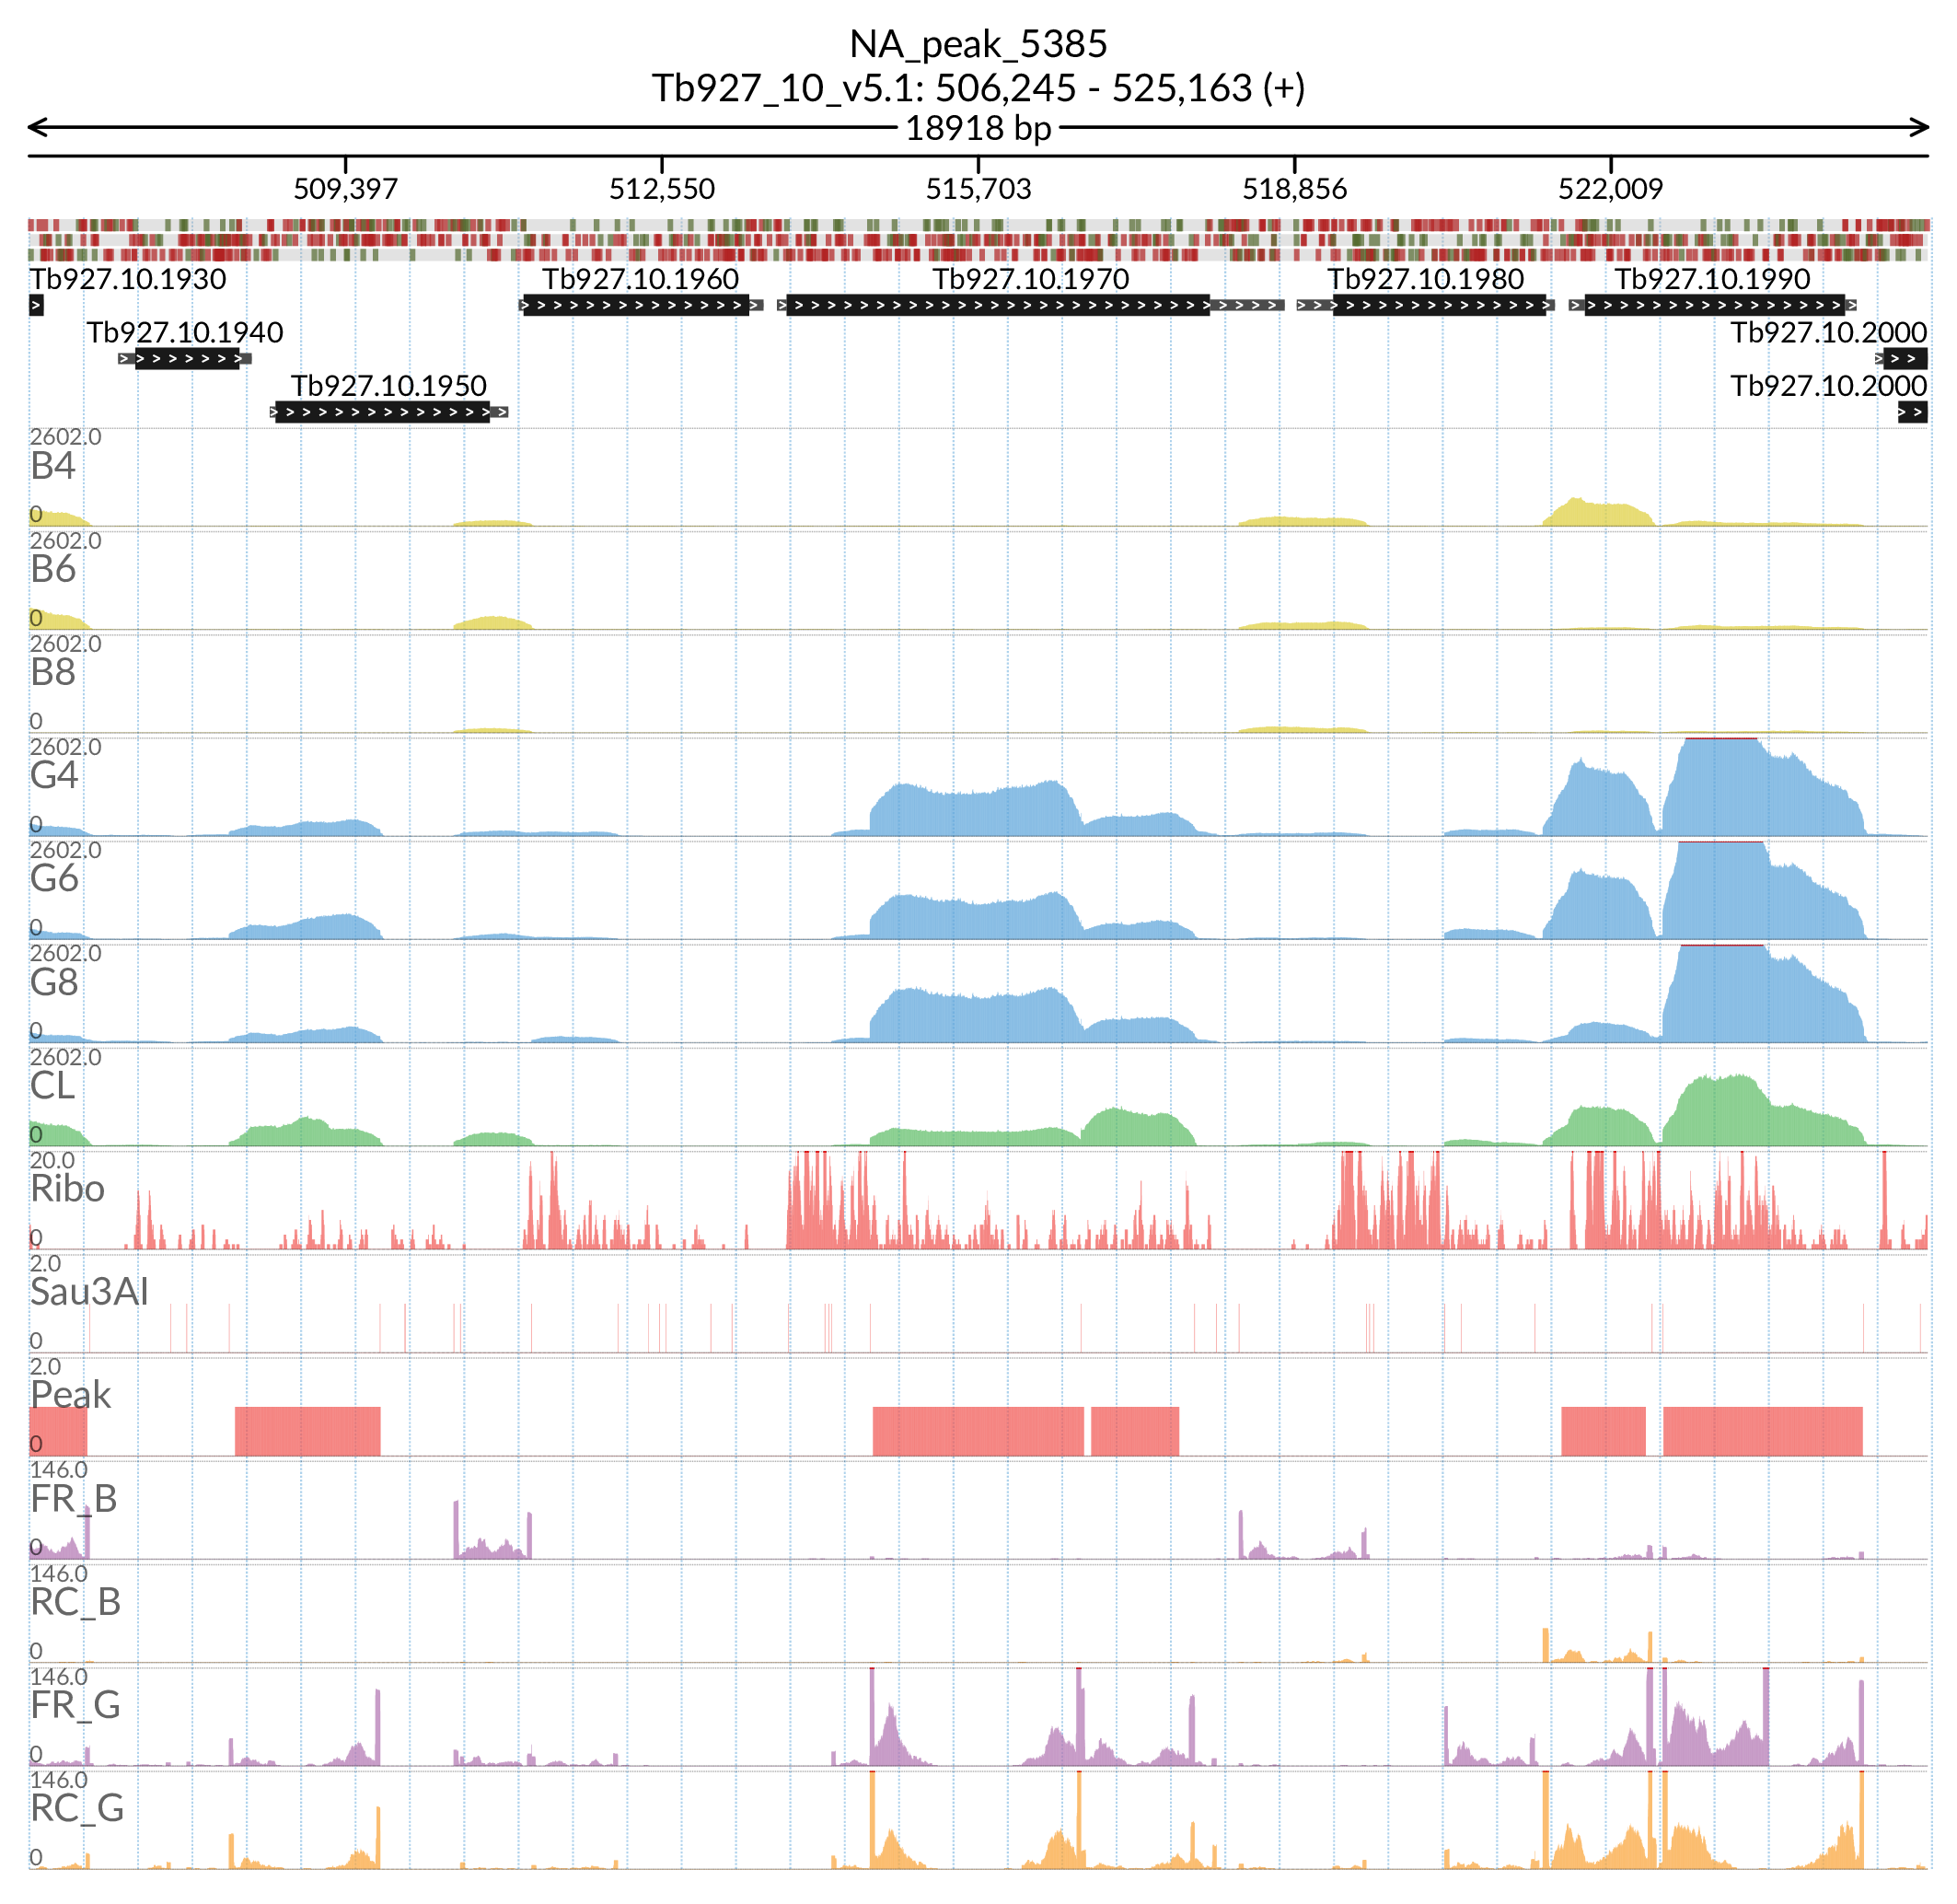 NA_peak_5385
Tb927_10_v5.1: 506,245 - 525,163 (+)
18918 bp
509,397 512,550 515,703 518,856 522,009
Tb927.10.1930 Tb927.10.1960 Tb927.10.1970 Tb927.10.1980 Tb927.10.1990
Tb927.10.1940 Tb927.10.2000
Tb927.10.1950 Tb927.10.2000
2602.0
B4
0
2602.0
B6
0
2602.0
B8
0
2602.0
G4
0
2602.0
G6
0
2602.0
G8
0
2602.0
CL
0
20.0
Ribo
0
2.0
Sau3AI
0
2.0
Peak
0
146.0
FR_B
0
146.0
RC_B
0
146.0
FR_G
0
146.0
RC_G
0